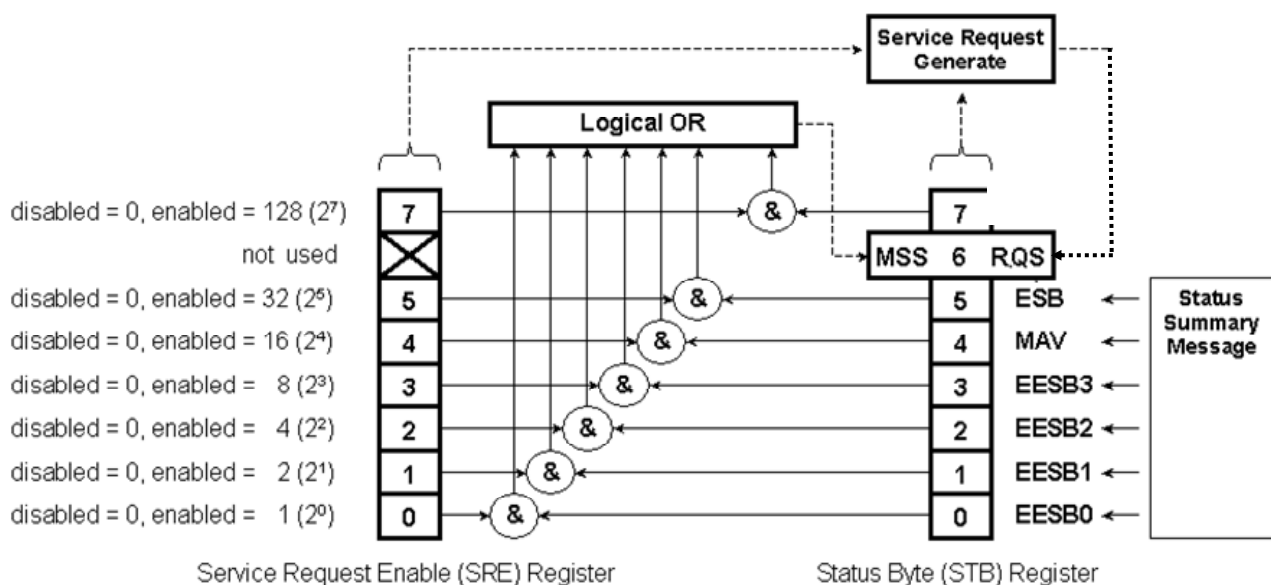 Service Request
Generate
Logical OR
disabled = 0, enabled = 128 (2⁷) 7 & 7
not used MSS 6 RQS
disabled = 0, enabled = 32 (2⁵) 5 & 5 ESB
disabled = 0, enabled = 16 (2⁴) 4 & 4 MAV
disabled = 0, enabled = 8 (2³) 3 & 3 EESB3
disabled = 0, enabled = 4 (2²) 2 & 2 EESB2
disabled = 0, enabled = 2 (2¹) 1 & 1 EESB1
disabled = 0, enabled = 1 (2⁰) 0 & 0 EESB0
Status
Summary
Message
Service Request Enable (SRE) Register
Status Byte (STB) Register